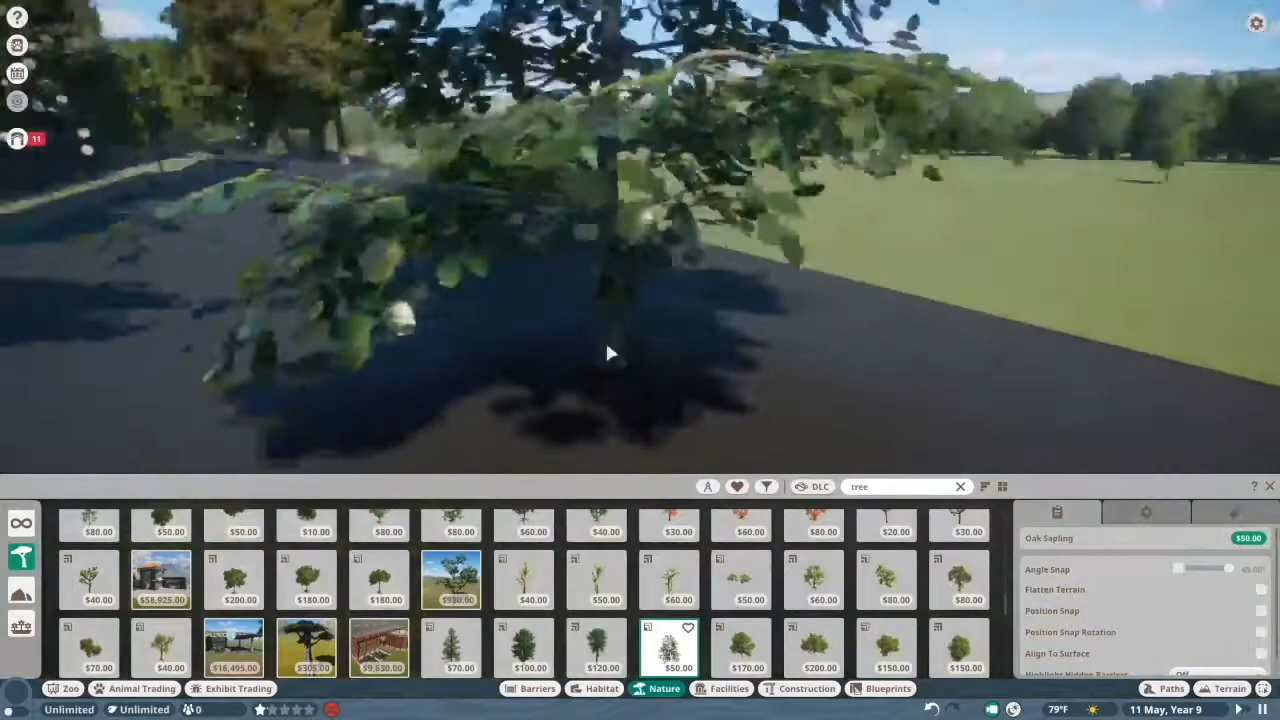 ?
11
DLC
tree
?
$80.00 $50.00 $50.00 $10.00 $80.00 $80.00 $60.00 $40.00 $30.00 $60.00 $80.00 $20.00 $30.00
Oak Sapling $50.00
Angle Snap 45.00°
$40.00 $58,925.00 $200.00 $180.00 $180.00 $980.00 $40.00 $50.00 $60.00 $50.00 $60.00 $80.00 $80.00
Flatten Terrain
Position Snap
Position Snap Rotation
Align To Surface
$70.00 $40.00 $16,495.00 $305.00 $9,630.00 $70.00 $100.00 $120.00 $50.00 $170.00 $200.00 $150.00 $150.00
Highlight Hidden Barriers Off
Zoo Animal Trading Exhibit Trading Barriers Habitat Nature Facilities Construction Blueprints Paths Terrain
Unlimited Unlimited 0 79°F 11 May, Year 9